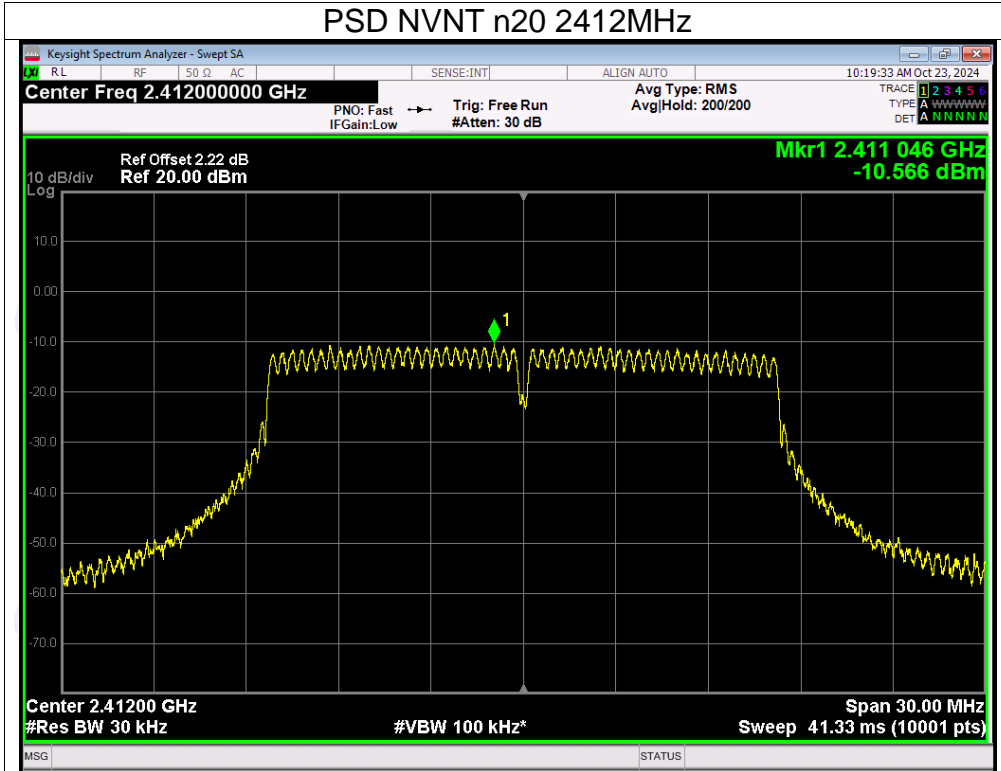 PSD NVNT n20 2412MHz
Keysight Spectrum Analyzer - Swept SA
LXI RL RF 50 Ω AC SENSE:INT ALIGN AUTO 10:19:33 AM Oct 23, 2024
Center Freq 2.412000000 GHz
PNO: Fast
IFGain:Low
Trig: Free Run
#Atten: 30 dB
Avg Type: RMS
Avg|Hold: 200/200
TRACE 1 2 3 4 5 6
TYPE A WWWWW
DET A N N N N N
Mkr1 2.411 046 GHz
-10.566 dBm
Ref Offset 2.22 dB
10 dB/div Ref 20.00 dBm
Log
10.0
0.00
1
-10.0
-20.0
-30.0
-40.0
-50.0
-60.0
-70.0
Center 2.41200 GHz Span 30.00 MHz
#Res BW 30 kHz #VBW 100 kHz* Sweep 41.33 ms (10001 pts)
MSG STATUS